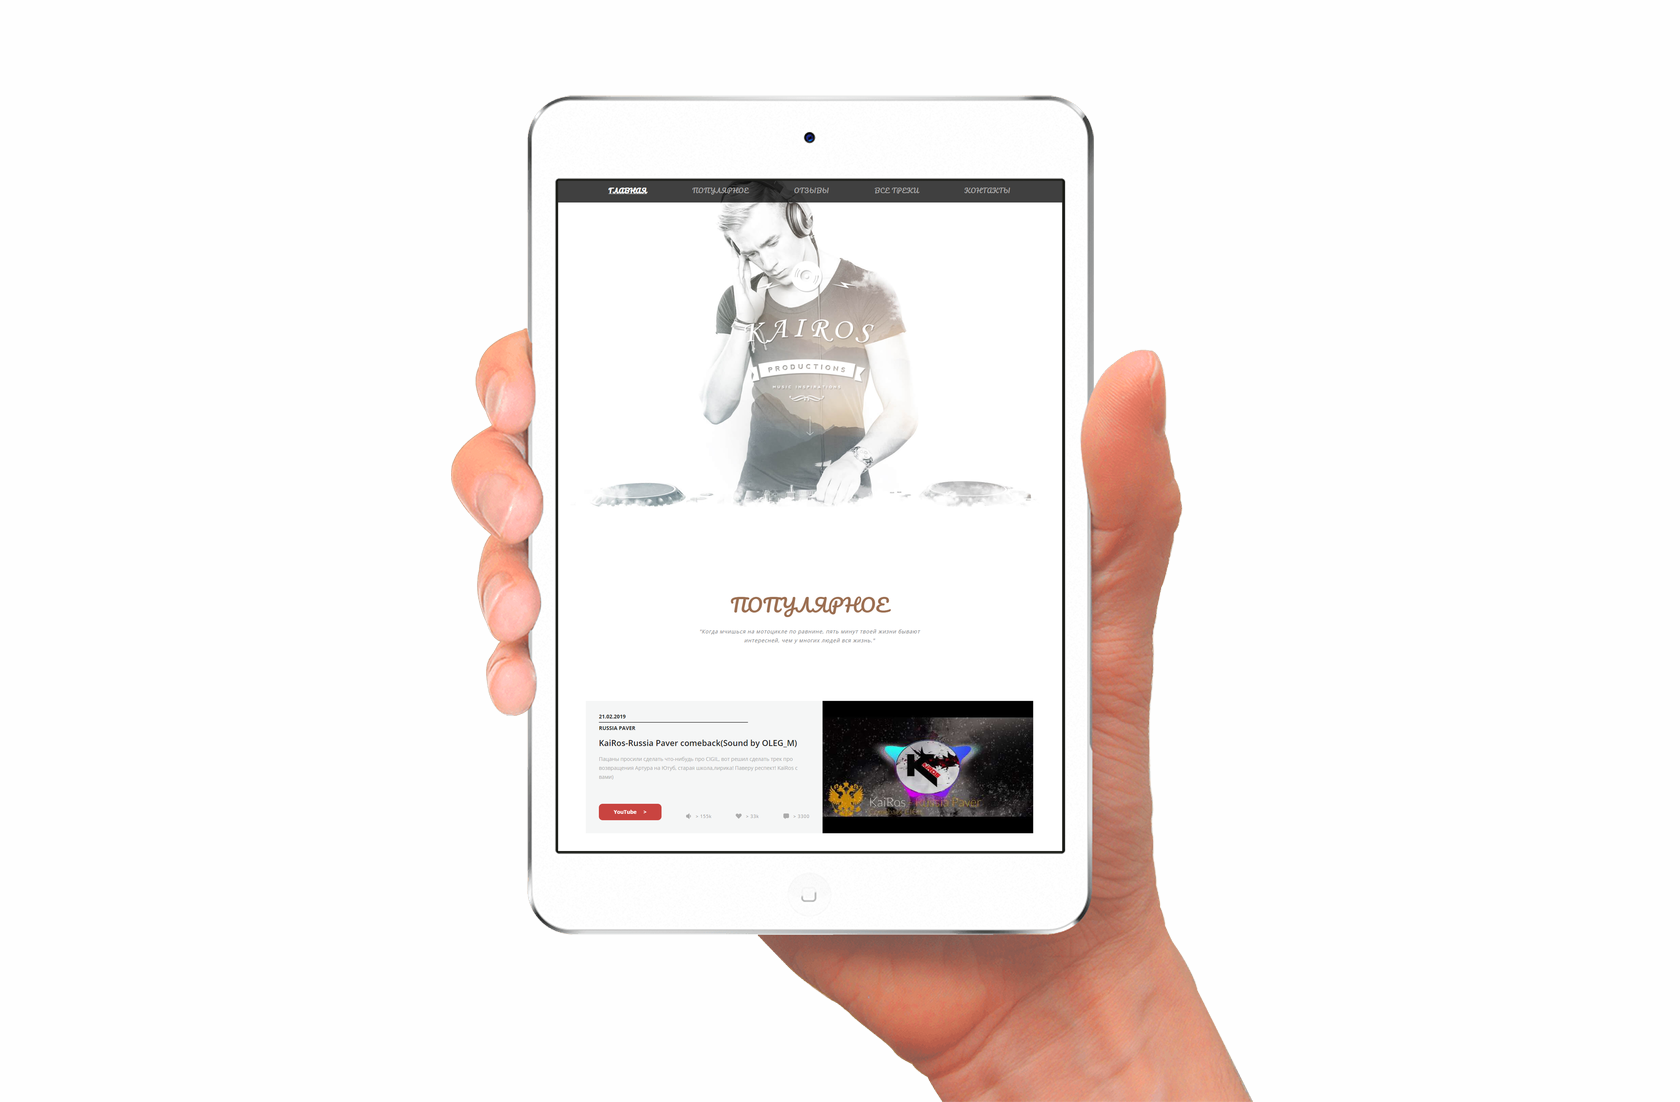 ГЛАВНАЯ
ПОПУЛЯРНОЕ
ОТЗЫВЫ
ВСЕ ТРЕКИ
КОНТАКТЫ
KAIROS
PRODUCTIONS
MUSIC INSPIRATIONS
ПОПУЛЯРНОЕ
"Когда мчишься на мотоцикле по равнине, пять минут твоей жизни бывают
интересней, чем у многих людей вся жизнь."
21.02.2019
RUSSIA PAVER
KaiRos-Russia Paver comeback(Sound by OLEG_M)
Пацаны просили сделать что-нибудь про CIGE, вот решил сделать трек про
возвращение Артура на Ютуб, старая школа,лирика! Паверу респект! KaiRos с
вами)
YouTube >
> 155k
> 31k
> 3300
K
KaiRos Russia Paver